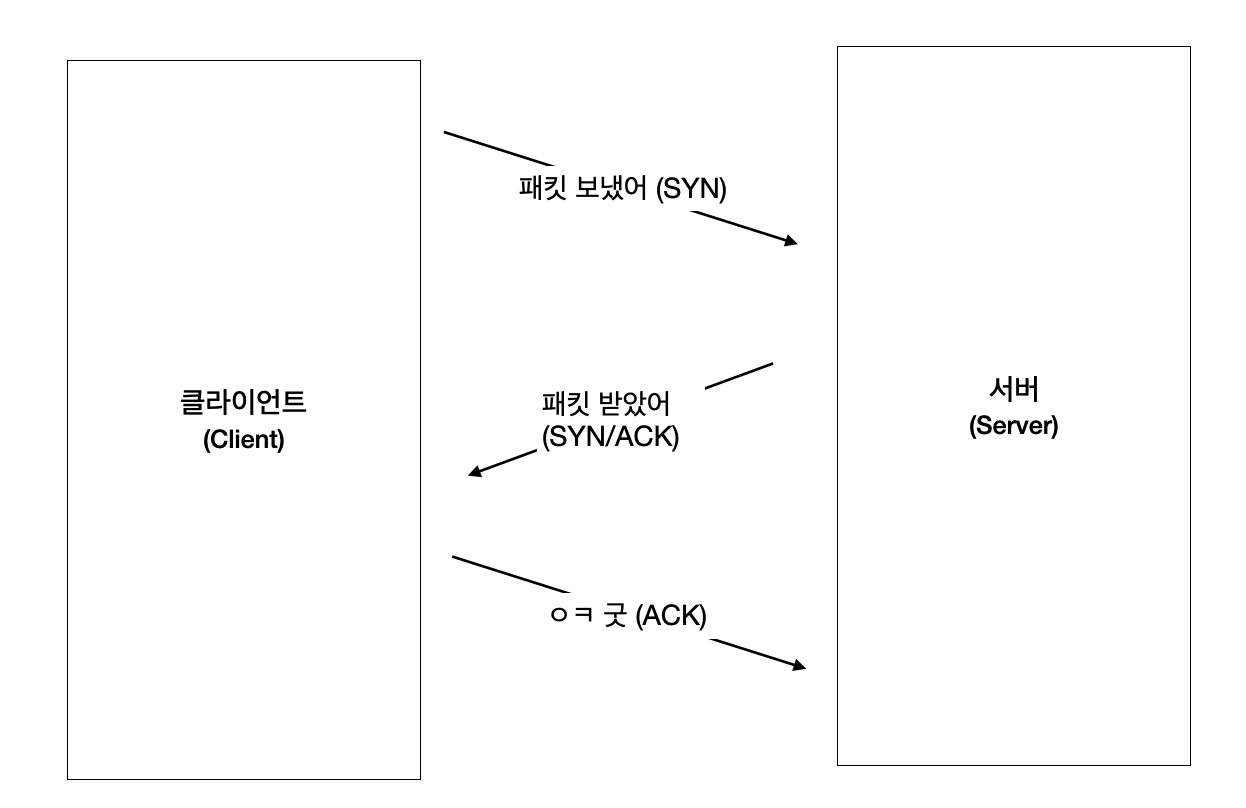 패킷 보냈어 (SYN)
클라이언트
(Client)
서버
(Server)
패킷 받았어
(SYN/ACK)
ㅇㅋ 굿 (ACK)